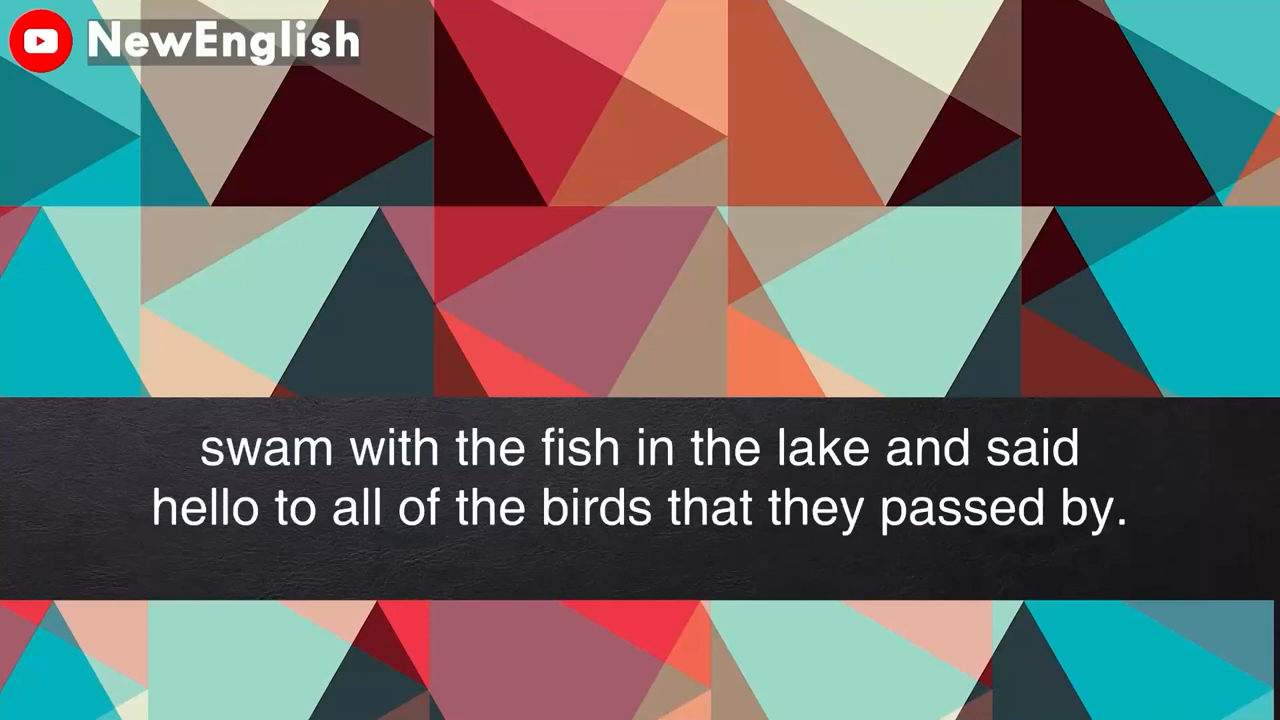 NewEnglish
swam with the fish in the lake and said
hello to all of the birds that they passed by.